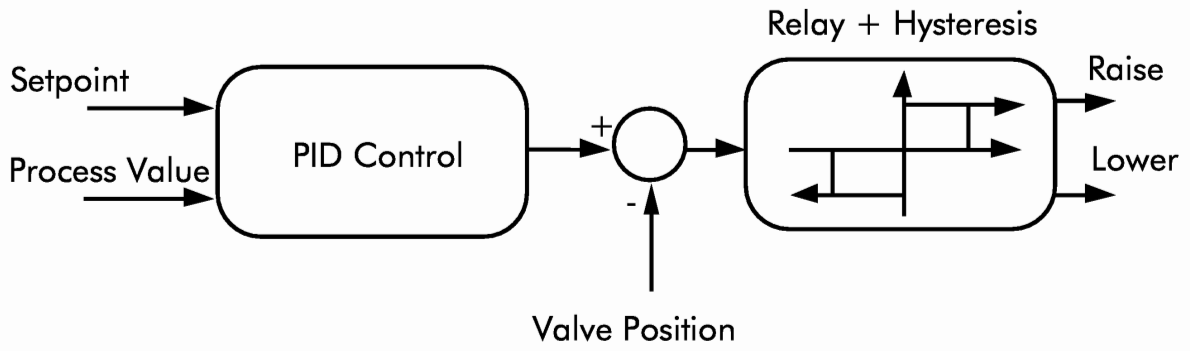 Relay + Hysteresis
Setpoint
Raise
+
PID Control
Process Value
Lower
-
Valve Position